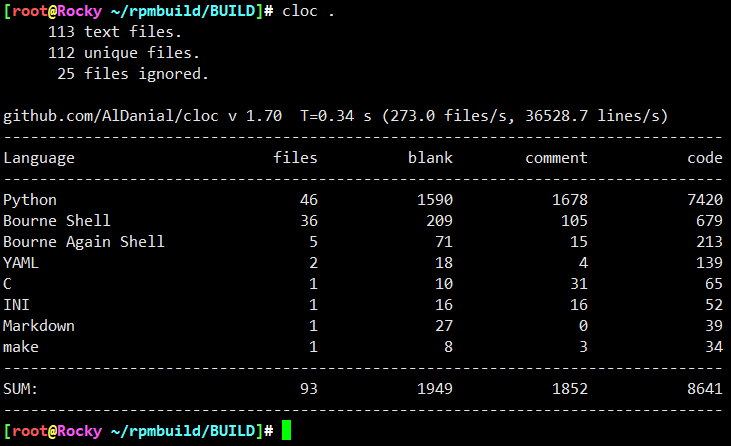 [root@Rocky ~/rpmbuild/BUILD]# cloc .
     113 text files.
     112 unique files.
      25 files ignored.

github.com/AlDanial/cloc v 1.70  T=0.34 s (273.0 files/s, 36528.7 lines/s)
--------------------------------------------------------------------------------
Language                      files          blank        comment           code
--------------------------------------------------------------------------------
Python                           46           1590           1678           7420
Bourne Shell                     36            209            105            679
Bourne Again Shell                5             71             15            213
YAML                              2             18              4            139
C                                 1             10             31             65
INI                               1             16             16             52
Markdown                          1             27              0             39
make                              1              8              3             34
--------------------------------------------------------------------------------
SUM:                             93           1949           1852           8641
--------------------------------------------------------------------------------
[root@Rocky ~/rpmbuild/BUILD]#